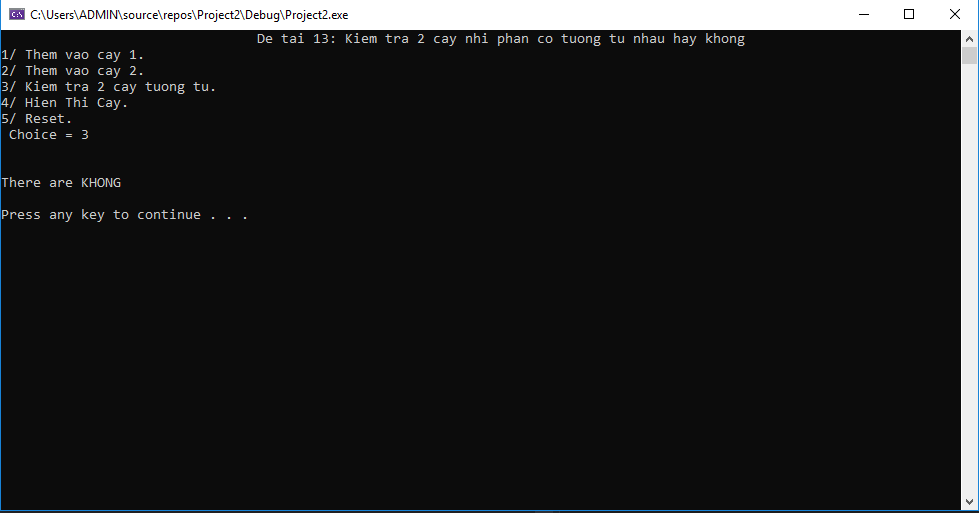 C:\Users\ADMIN\source\repos\Project2\Debug\Project2.exe
De tai 13: Kiem tra 2 cay nhi phan co tuong tu nhau hay khong
1/ Them vao cay 1.
2/ Them vao cay 2.
3/ Kiem tra 2 cay tuong tu.
4/ Hien Thi Cay.
5/ Reset.
Choice = 3
There are KHONG
Press any key to continue . . .